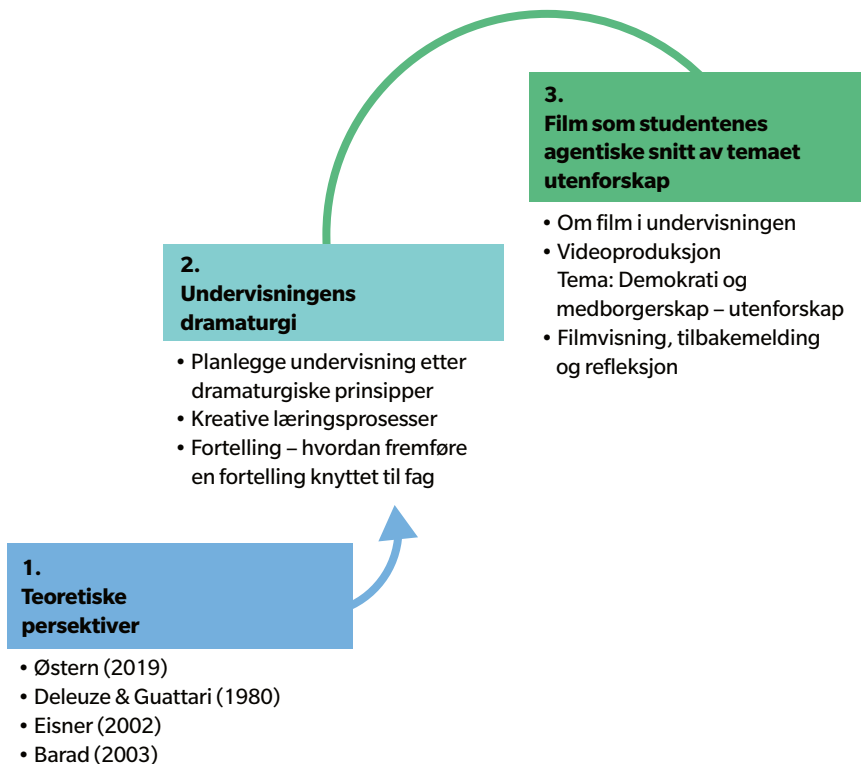 1.
Teoretiske
persektiver
• Østern (2019)
• Deleuze & Guattari (1980)
• Eisner (2002)
• Barad (2003)
2.
Undervisningens
dramaturgi
• Planlegge undervisning etter
dramaturgiske prinsipper
• Kreative læringsprosesser
• Fortelling – hvordan fremføre
en fortelling knyttet til fag
3.
Film som studentenes
agentiske snitt av temaet
utenforskap
• Om film i undervisningen
• Videoproduksjon
Tema: Demokrati og
medborgerskap – utenforskap
• Filmvisning, tilbakemelding
og refleksjon